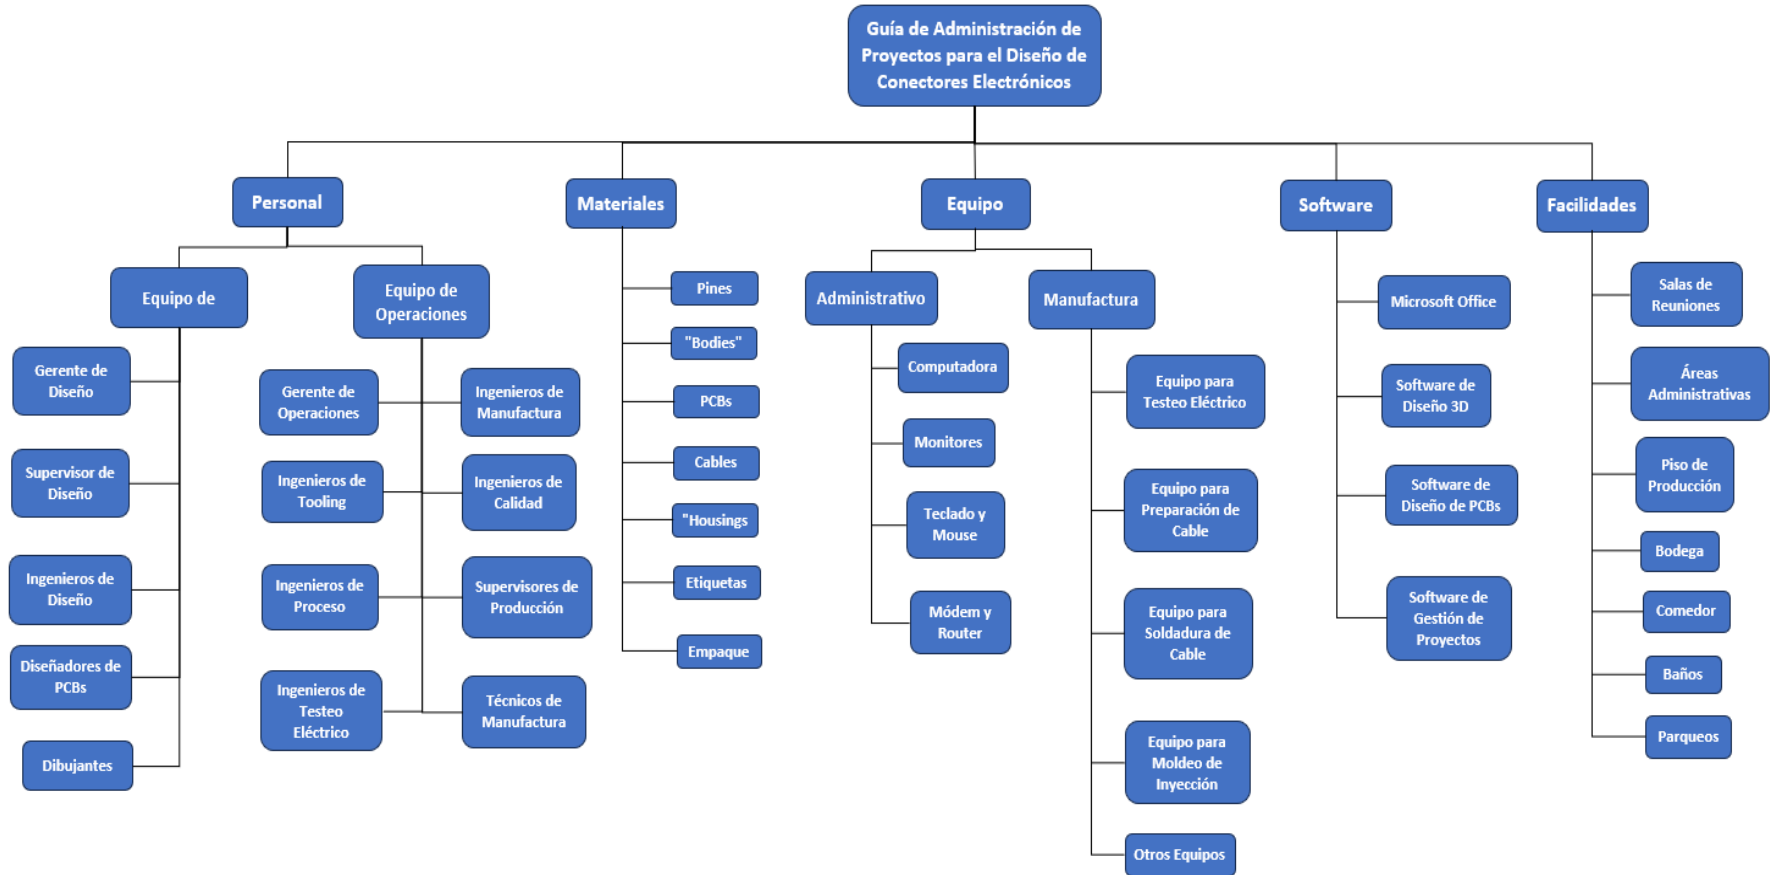 Guía de Administración de
Proyectos para el Diseño de
Conectores Electrónicos
Personal
Materiales
Equipo
Software
Facilidades
Equipo de
Equipo de
Operaciones
Gerente de
Diseño
Supervisor de
Diseño
Ingenieros de
Diseño
Diseñadores de
PCBs
Dibujantes
Gerente de
Operaciones
Ingenieros de
Manufactura
Ingenieros de
Tooling
Ingenieros de
Calidad
Ingenieros de
Proceso
Supervisores de
Producción
Ingenieros de
Testeo
Eléctrico
Técnicos de
Manufactura
Pines
"Bodies"
PCBs
Cables
"Housings
Etiquetas
Empaque
Administrativo
Manufactura
Computadora
Monitores
Teclado y
Mouse
Módem y
Router
Equipo para
Testeo Eléctrico
Equipo para
Preparación de
Cable
Equipo para
Soldadura de
Cable
Equipo para
Moldeo de
Inyección
Otros Equipos
Microsoft Office
Software de
Diseño 3D
Software de
Diseño de PCBs
Software de
Gestión de
Proyectos
Salas de
Reuniones
Áreas
Administrativas
Piso de
Producción
Bodega
Comedor
Baños
Parqueos